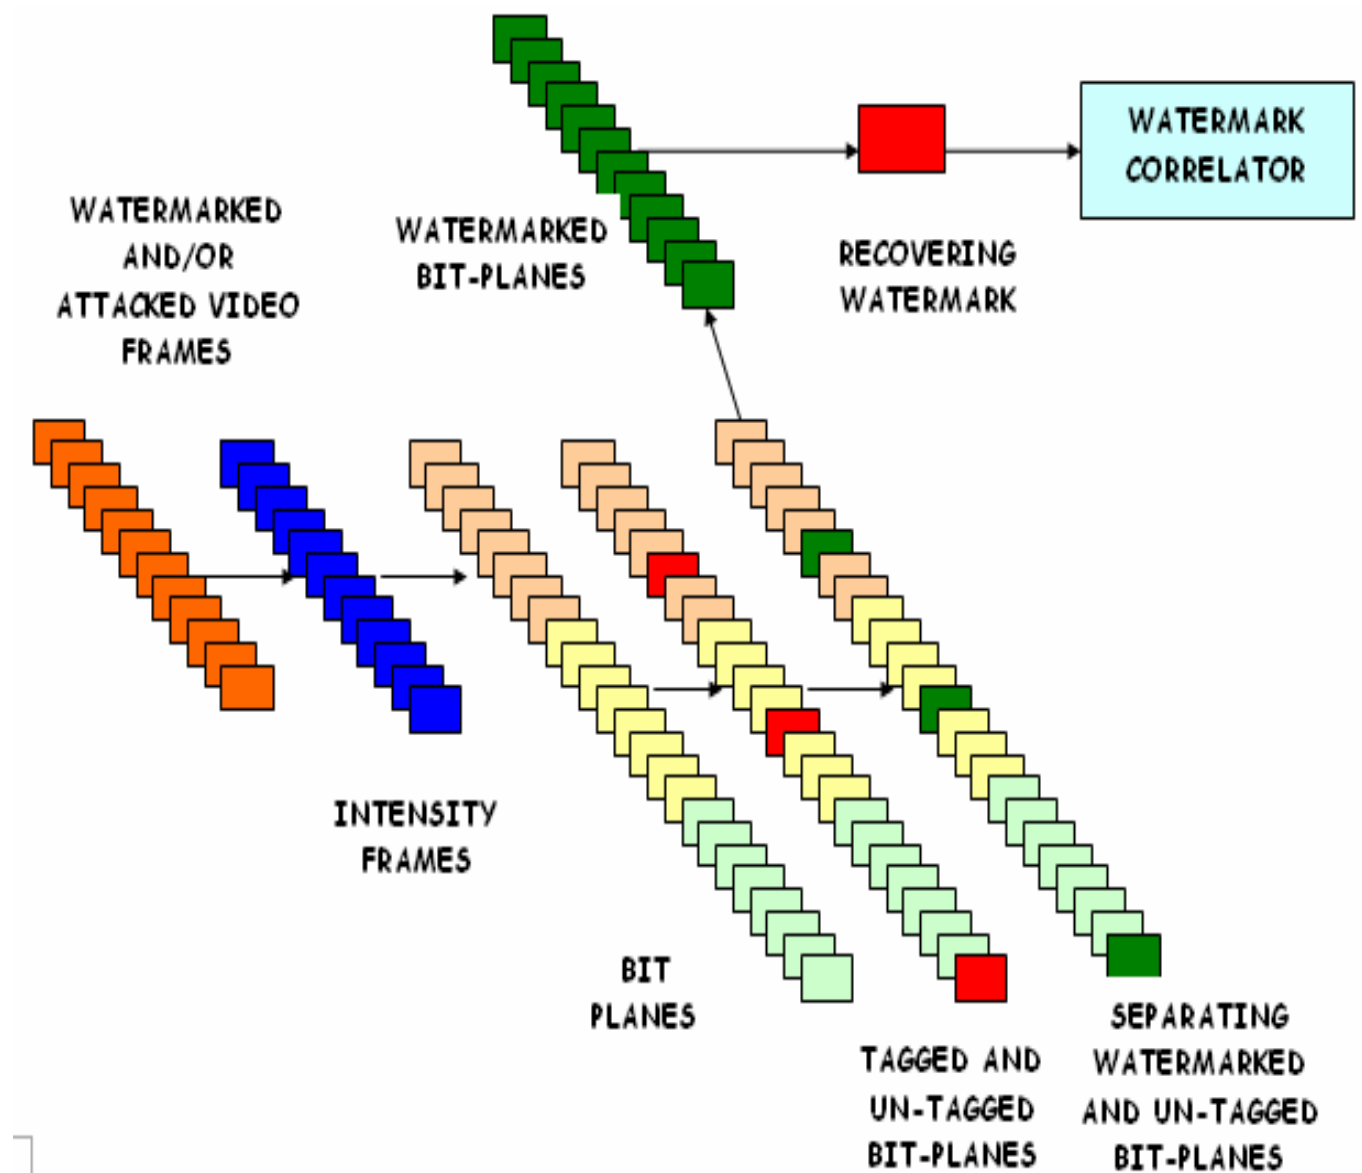 WATERMARK
CORRELATOR
WATERMARKED
AND/OR
ATTACKED VIDEO
FRAMES
WATERMARKED
BIT-PLANES
RECOVERING
WATERMARK
INTENSITY
FRAMES
BIT
PLANES
TAGGED AND
UN-TAGGED
BIT-PLANES
SEPARATING
WATERMARKED
AND UN-TAGGED
BIT-PLANES